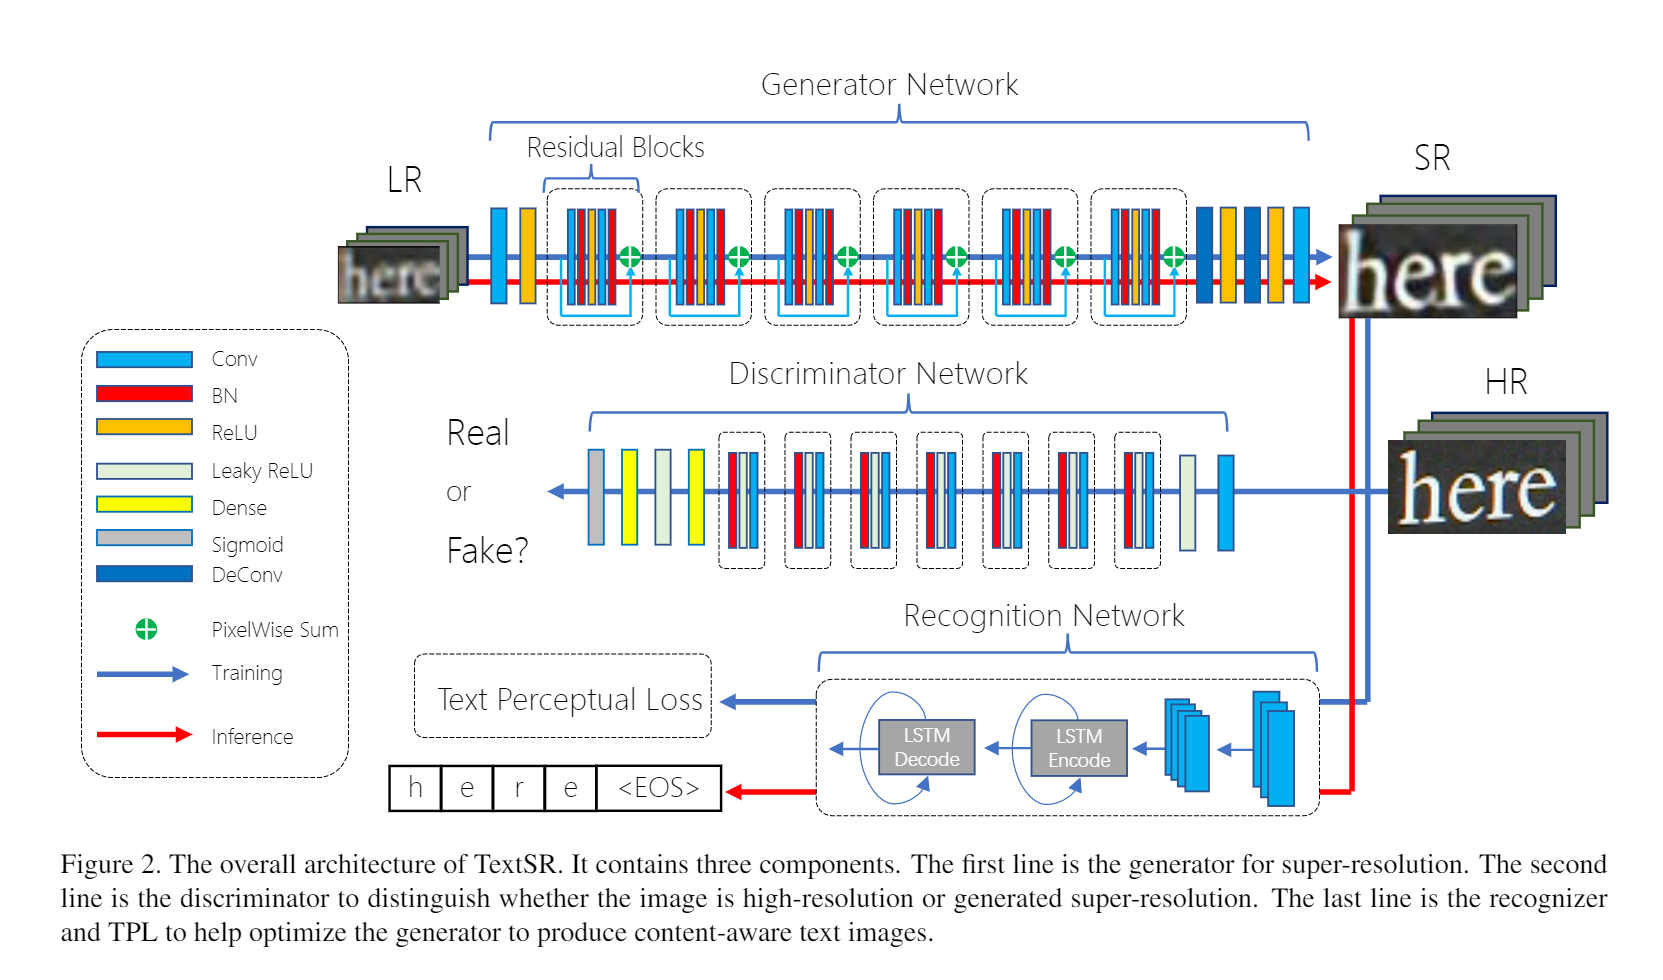 Generator Network
Residual Blocks
LR
SR
here
here
Conv
BN
ReLU
Leaky ReLU
Dense
Sigmoid
DeConv
PixelWise Sum
Training
Inference
Discriminator Network
Real
or
Fake?
HR
here
Recognition Network
Text Perceptual Loss
LSTM
Decode
LSTM
Encode
h e r e <EOS>
Figure 2. The overall architecture of TextSR. It contains three components. The first line is the generator for super-resolution. The second
line is the discriminator to distinguish whether the image is high-resolution or generated super-resolution. The last line is the recognizer
and TPL to help optimize the generator to produce content-aware text images.